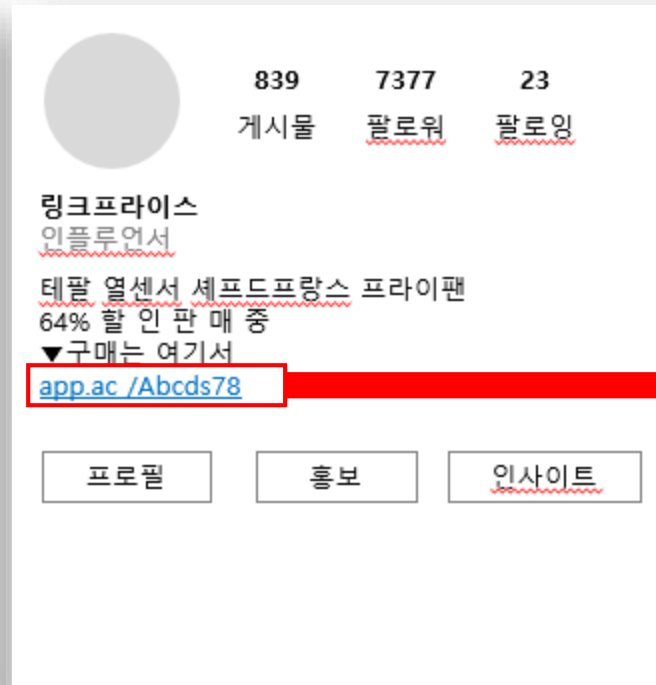 839 7377 23
게시물 팔로워 팔로잉
링크프라이스
인플루언서
테팔 열센서 셰프드프랑스 프라이팬
64% 할 인 판 매 중
▼구매는 여기서
app.ac /Abcds78
프로필 홍보 인사이트